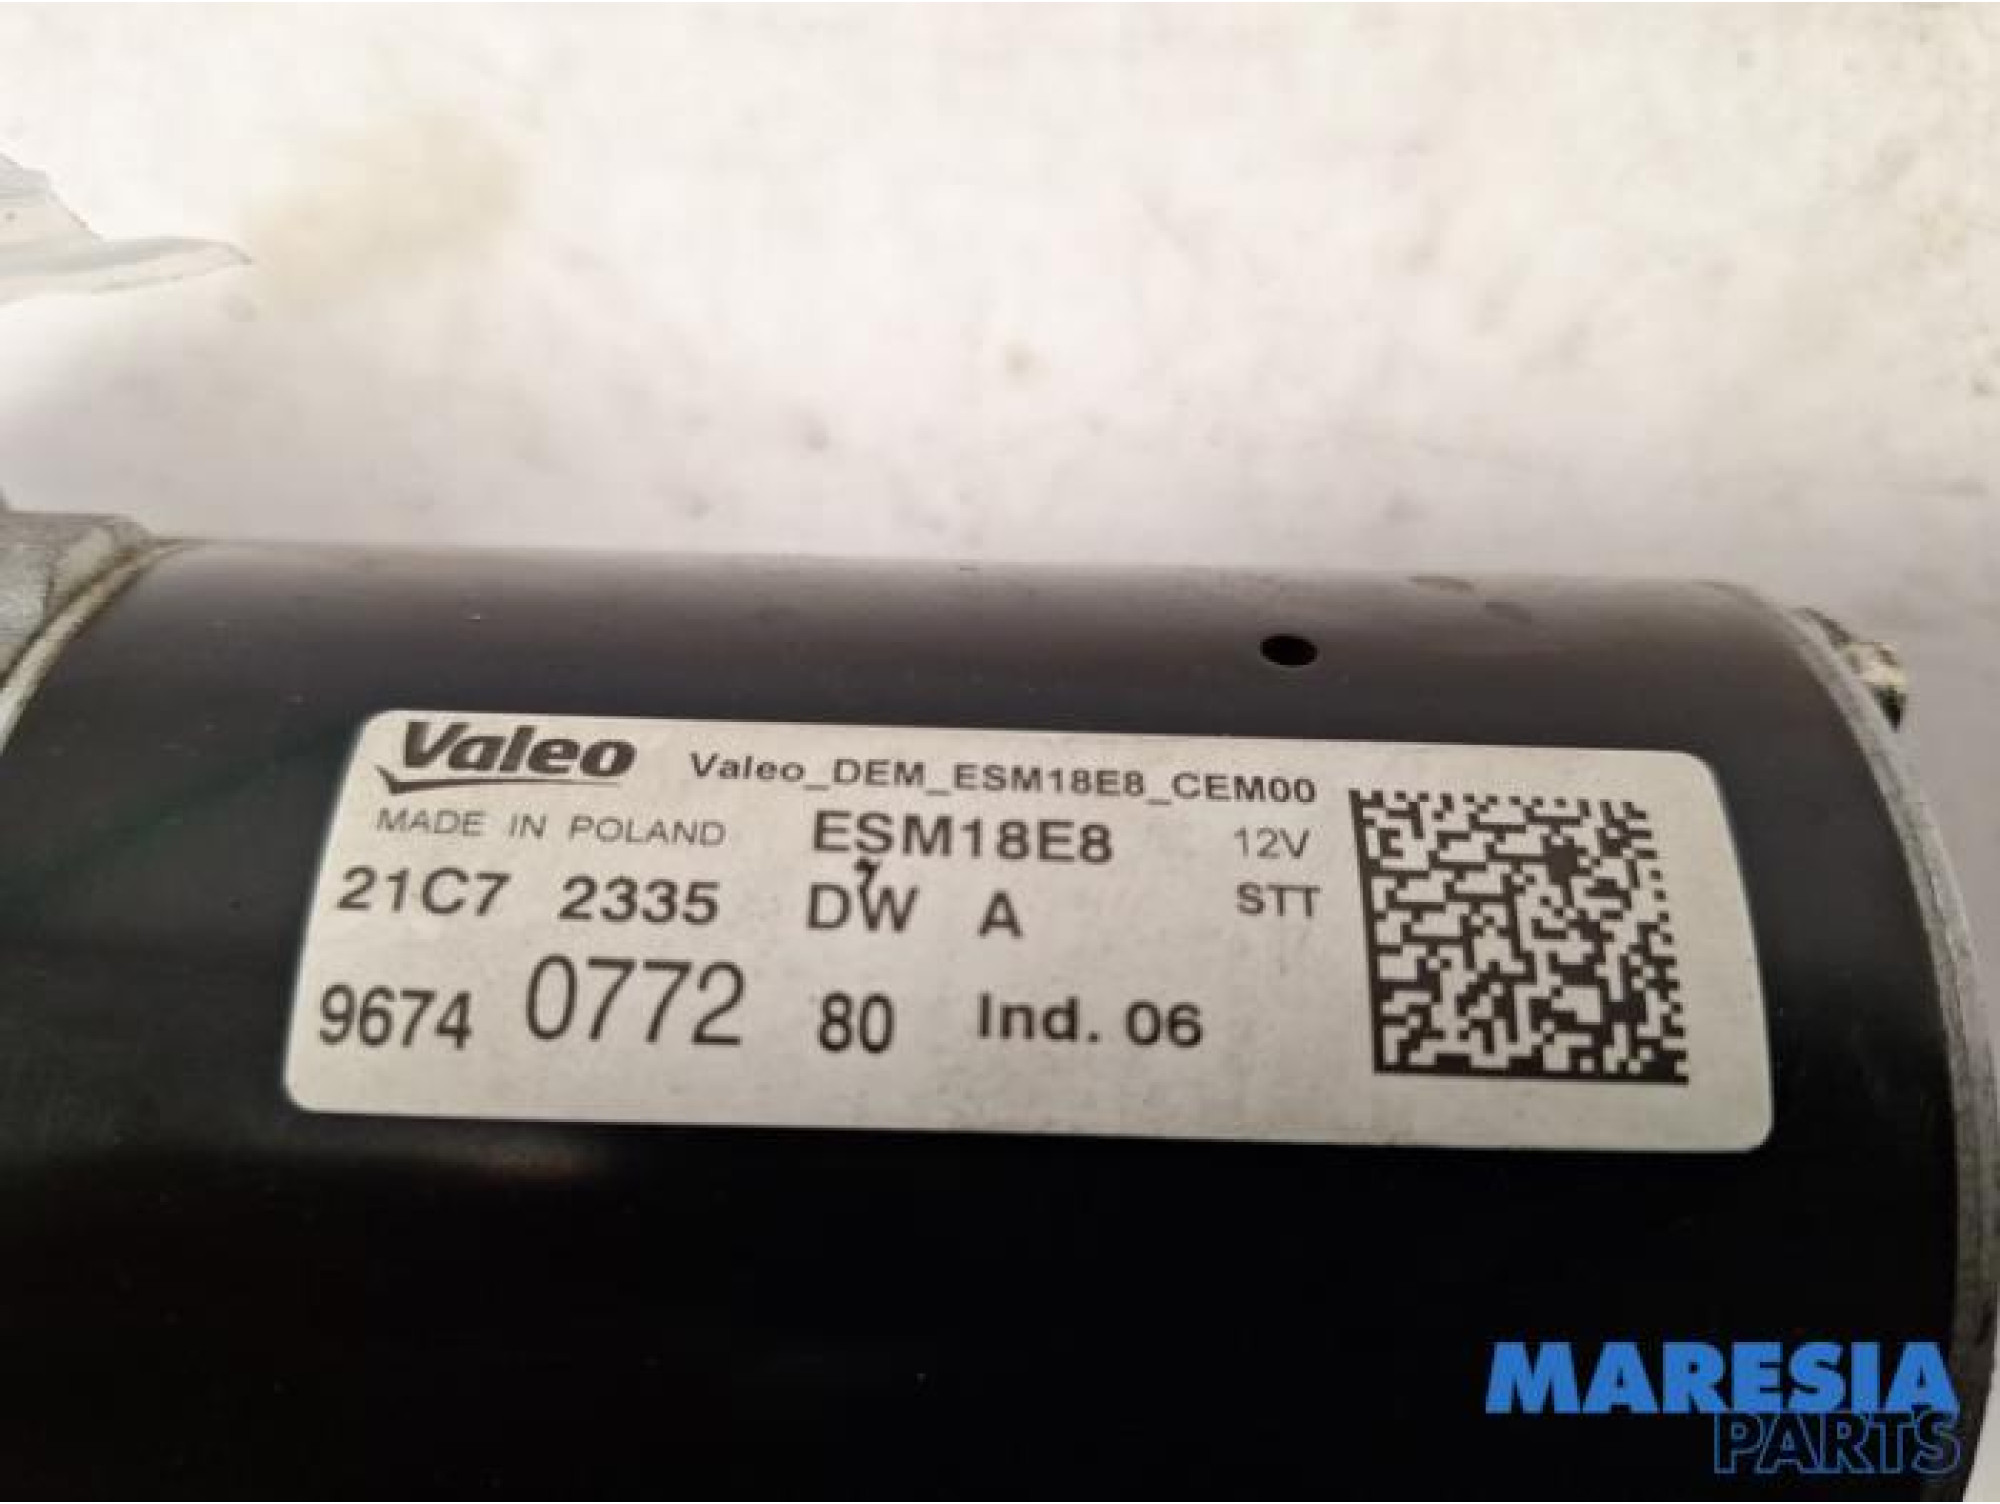 Valeo Valeo_DEM_ESM18E8_CEM00
MADE IN POLAND ESM18E8 12V
21C7 2335 DW A STT
9674 0772 80 Ind. 06
MARESIA
PARTS